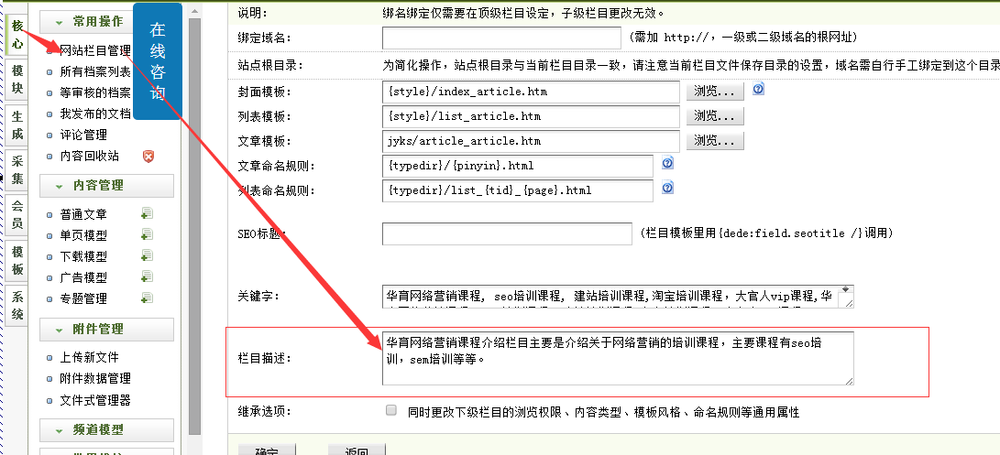 核心
模块
生成
采集
会员
模板
系统
常用操作
网站栏目管理
所有档案列表
等审核的档案
我发布的文档
评论管理
内容回收站
内容管理
普通文章
单页模型
下载模型
广告模型
专题管理
附件管理
上传新文件
附件数据管理
文件式管理器
频道模型
在线咨询
说明： 绑名绑定仅需要在顶级栏目设定，子级栏目更改无效。
绑定域名： (需加 http://，一级或二级域名的根网址)
站点根目录： 为简化操作，站点根目录与当前栏目目录一致，请注意当前栏目文件保存目录的设置，域名需自行手工绑定到这个目录
封面模板： {style}/index_article.htm 浏览...
列表模板： {style}/list_article.htm 浏览...
文章模板： jyks/article_article.htm 浏览...
文章命名规则： {typedir}/{pinyin}.html
列表命名规则： {typedir}/list_{tid}_{page}.html
SEO标题： (栏目模板里用{dede:field.seotitle /}调用)
关键字： 华育网络营销课程, seo培训课程, 建站培训课程,淘宝培训课程，大官人vip课程,华
栏目描述： 华育网络营销课程介绍栏目主要是介绍关于网络营销的培训课程，主要课程有seo培
训，sem培训等等。
继承选项： 同时更改下级栏目的浏览权限、内容类型、模板风格、命名规则等通用属性
确定 返回